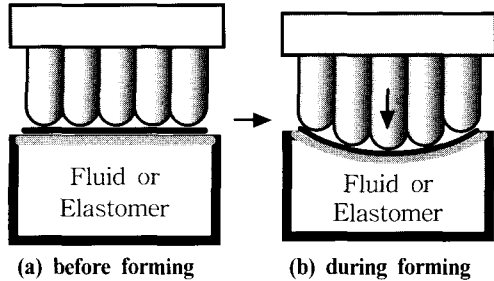 Fluid or
Elastomer
(a) before forming
Fluid or
Elastomer
(b) during forming